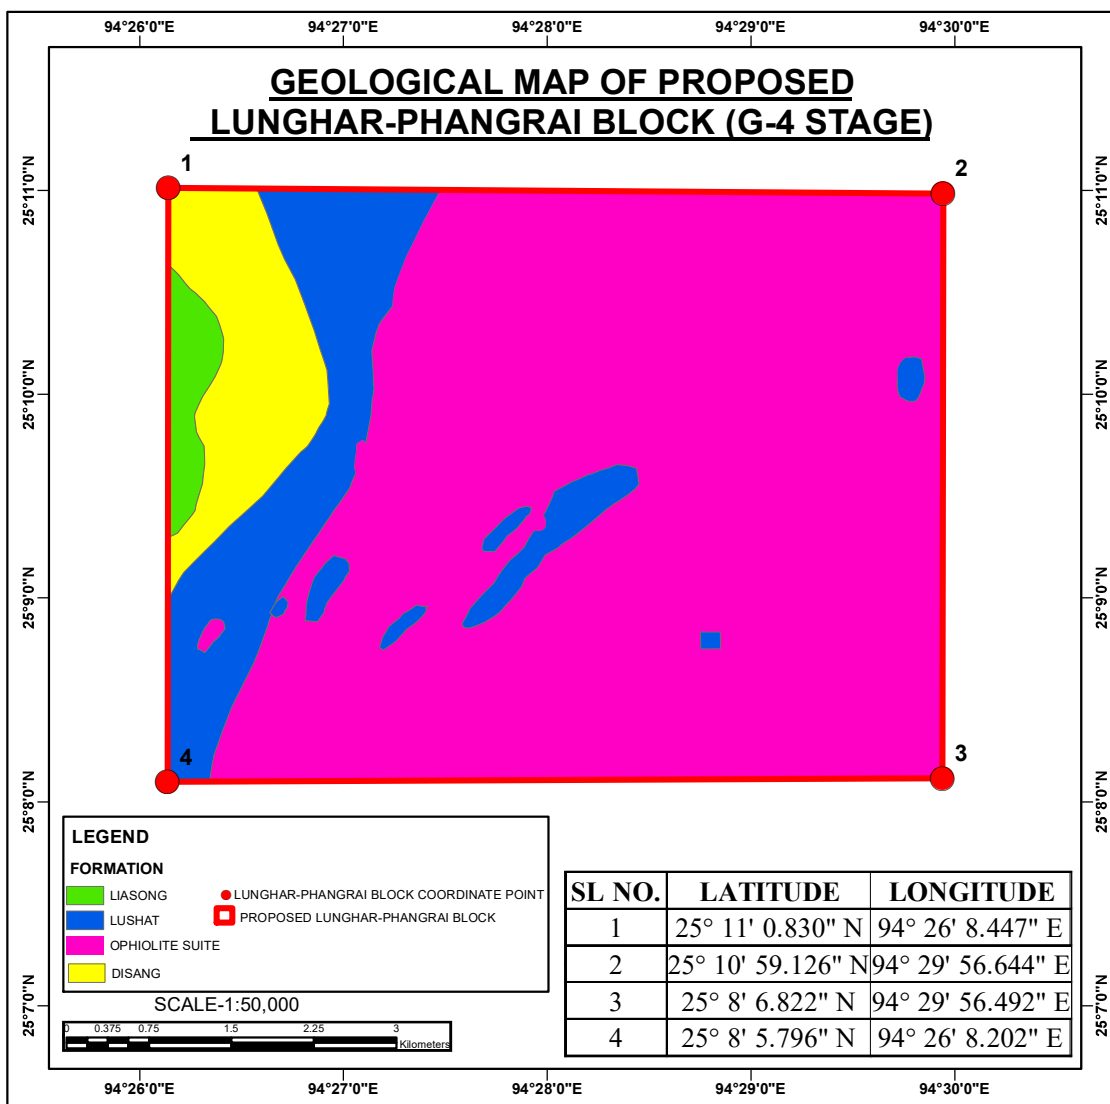 94°26'0"E 94°27'0"E 94°28'0"E 94°29'0"E 94°30'0"E
GEOLOGICAL MAP OF PROPOSED
LUNGHAR-PHANGRAI BLOCK (G-4 STAGE)
1
2
25°11'0"N 25°11'0"N
25°10'0"N 25°10'0"N
25°9'0"N 25°9'0"N
4
3
25°8'0"N 25°8'0"N
LEGEND
FORMATION
LIASONG
LUSHAT
OPHIOLITE SUITE
DISANG
LUNGHAR-PHANGRAI BLOCK COORDINATE POINT
PROPOSED LUNGHAR-PHANGRAI BLOCK
SCALE-1:50,000
0 0.375 0.75 1.5 2.25 3
Kilometers
SL NO. LATITUDE LONGITUDE
1 25° 11' 0.830" N 94° 26' 8.447" E
2 25° 10' 59.126" N 94° 29' 56.644" E
3 25° 8' 6.822" N 94° 29' 56.492" E
4 25° 8' 5.796" N 94° 26' 8.202" E
25°7'0"N 25°7'0"N
94°26'0"E 94°27'0"E 94°28'0"E 94°29'0"E 94°30'0"E